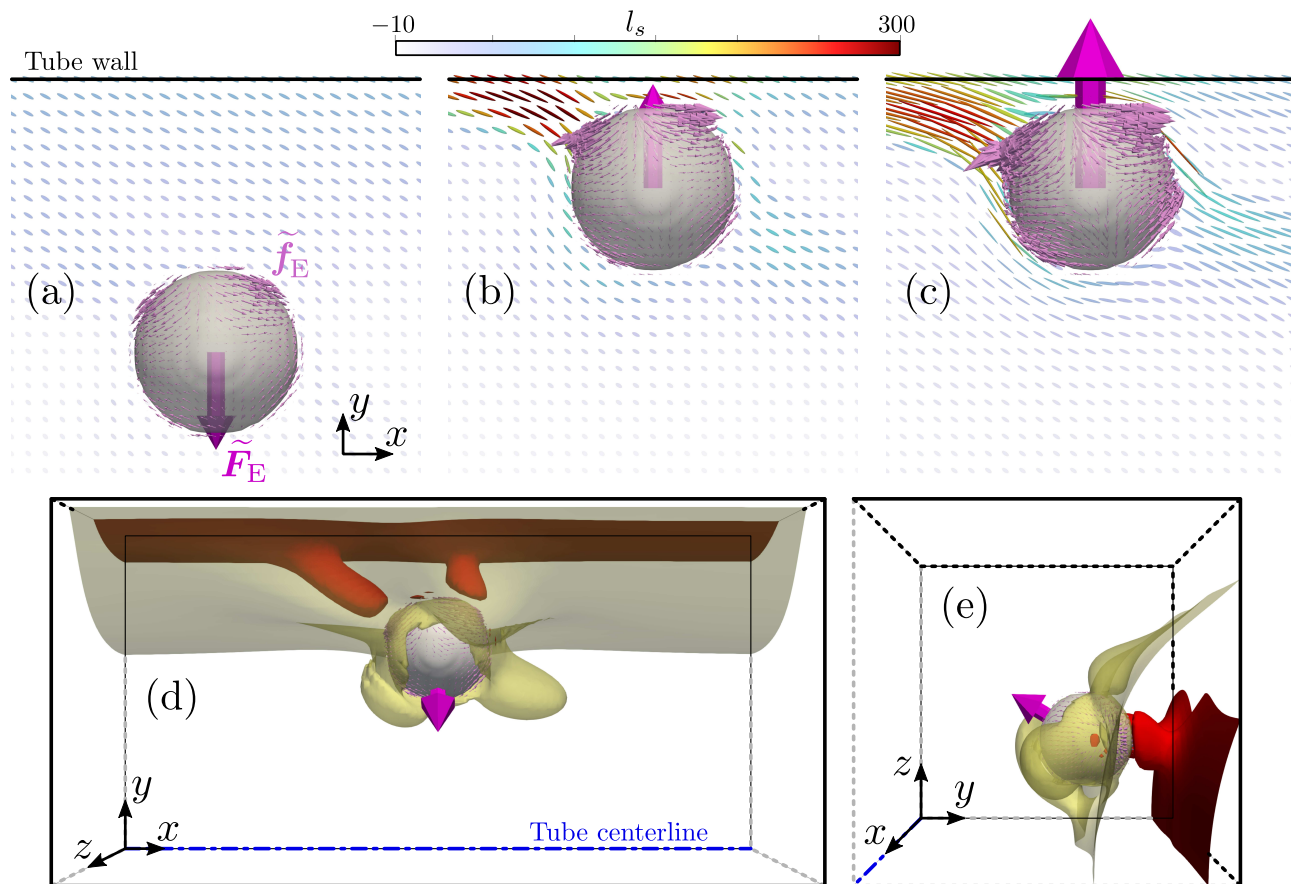 −10 l_s 300
Tube wall
(a)
f̃_E
F̃_E
y
x
(b)
(c)
(d)
y
x
z
Tube centerline
(e)
z
y
x